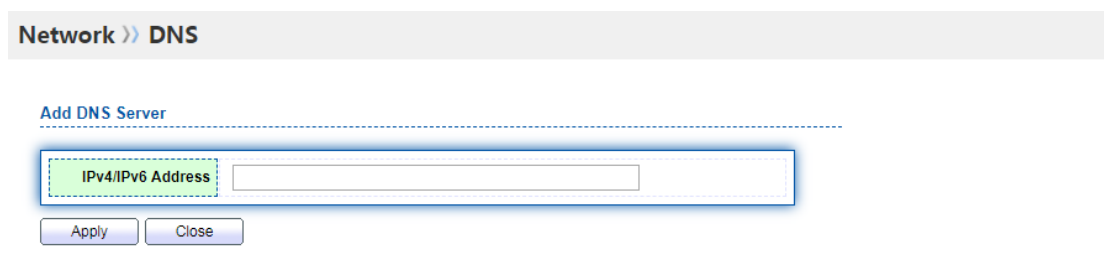 Network » DNS
Add DNS Server
IPv4/IPv6 Address
Apply Close